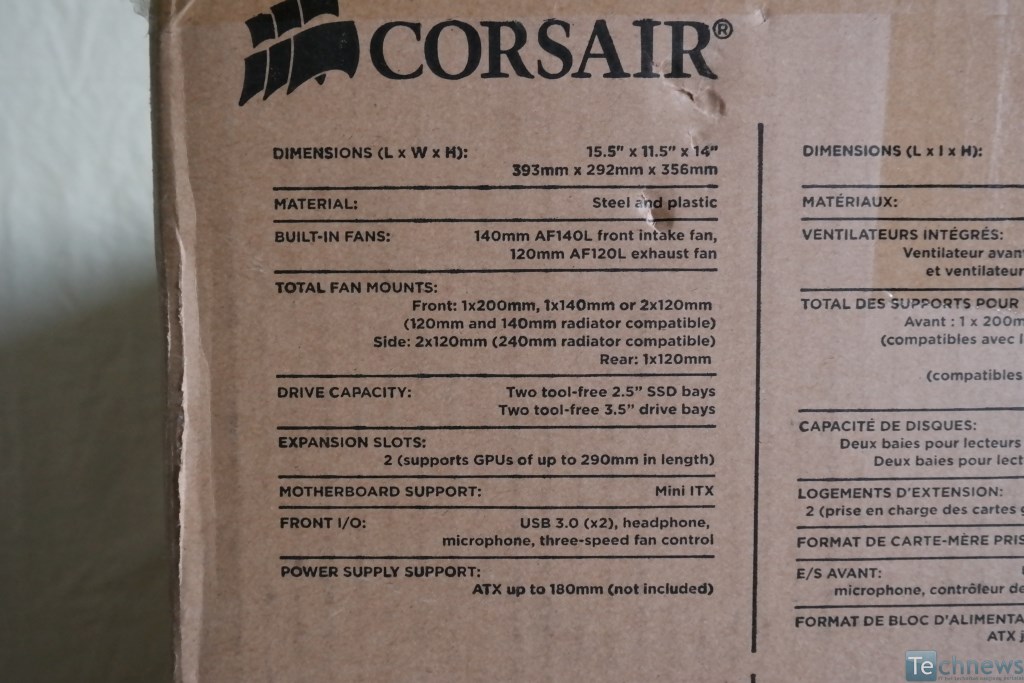 CORSAIR®
DIMENSIONS (L x W x H): 15.5" x 11.5" x 14"
393mm x 292mm x 356mm
MATERIAL: Steel and plastic
BUILT-IN FANS: 140mm AF140L front intake fan,
120mm AF120L exhaust fan
TOTAL FAN MOUNTS:
Front: 1x200mm, 1x140mm or 2x120mm
(120mm and 140mm radiator compatible)
Side: 2x120mm (240mm radiator compatible)
Rear: 1x120mm
DRIVE CAPACITY: Two tool-free 2.5" SSD bays
Two tool-free 3.5" drive bays
EXPANSION SLOTS:
2 (supports GPUs of up to 290mm in length)
MOTHERBOARD SUPPORT: Mini ITX
FRONT I/O: USB 3.0 (x2), headphone,
microphone, three-speed fan control
POWER SUPPLY SUPPORT:
ATX up to 180mm (not included)
DIMENSIONS (L x l x H):
MATÉRIAUX:
VENTILATEURS INTÉGRÉS:
Ventilateur avan
et ventilateur
TOTAL DES SUPPORTS POUR
Avant : 1 x 200m
(compatibles avec l
(compatibles
CAPACITÉ DE DISQUES:
Deux baies pour lecteurs
Deux baies pour lect
LOGEMENTS D'EXTENSION:
2 (prise en charge des cartes g
FORMAT DE CARTE-MÈRE PRIS
E/S AVANT:
microphone, contrôleur de
FORMAT DE BLOC D'ALIMENTA
ATX j
Technews